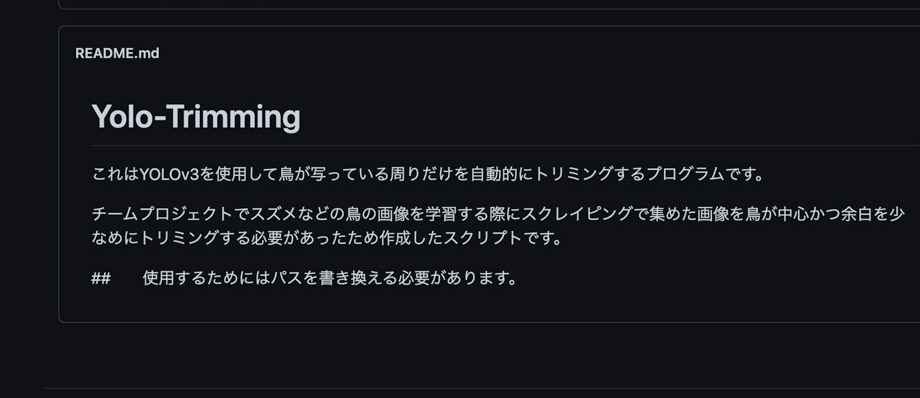 README.md
Yolo-Trimming
これはYOLOv3を使用して鳥が写っている周りだけを自動的にトリミングするプログラムです。
チームプロジェクトでスズメなどの鳥の画像を学習する際にスクレイピングで集めた画像を鳥が中心かつ余白を少
なめにトリミングする必要があったため作成したスクリプトです。
##　　使用するためにはパスを書き換える必要があります。